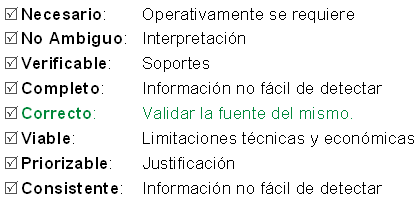 ☑ Necesario: Operativamente se requiere
☑ No Ambiguo: Interpretación
☑ Verificable: Soportes
☑ Completo: Información no fácil de detectar
☑ Correcto: Validar la fuente del mismo.
☑ Viable: Limitaciones técnicas y económicas
☑ Priorizable: Justificación
☑ Consistente: Información no fácil de detectar